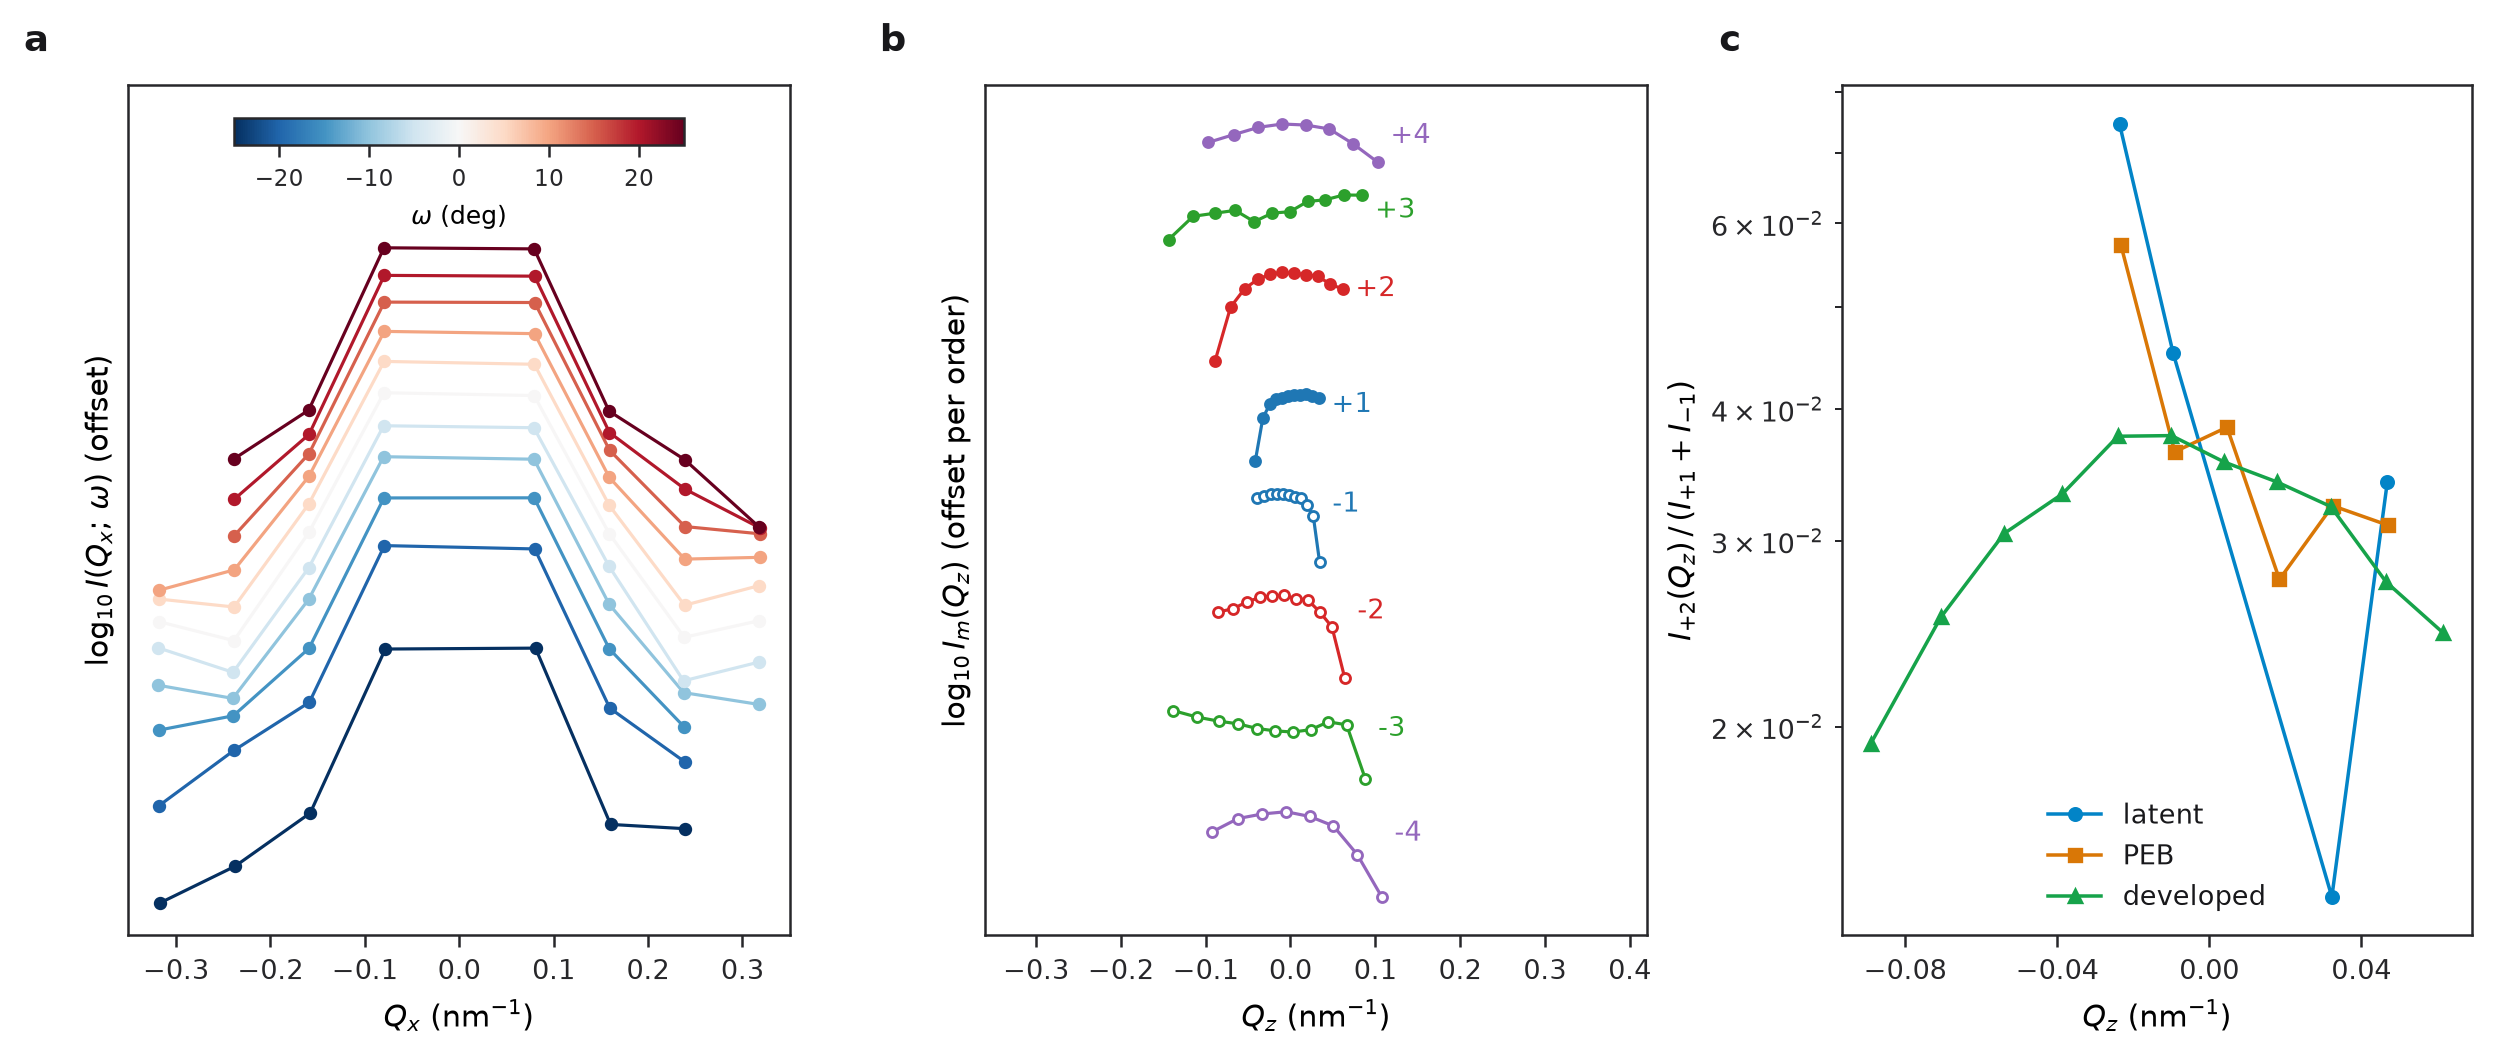 a
b
c
−20 −10 0 10 20
ω (deg)
log₁₀ I(Qₓ; ω) (offset)
−0.3 −0.2 −0.1 0.0 0.1 0.2 0.3
Qₓ (nm⁻¹)
+4
+3
+2
+1
-1
-2
-3
-4
log₁₀ Iₘ(Q_z) (offset per order)
−0.3 −0.2 −0.1 0.0 0.1 0.2 0.3 0.4
Q_z (nm⁻¹)
6 × 10⁻²
4 × 10⁻²
3 × 10⁻²
2 × 10⁻²
I₊₂(Q_z) / (I₊₁ + I₋₁)
latent
PEB
developed
−0.08 −0.04 0.00 0.04
Q_z (nm⁻¹)